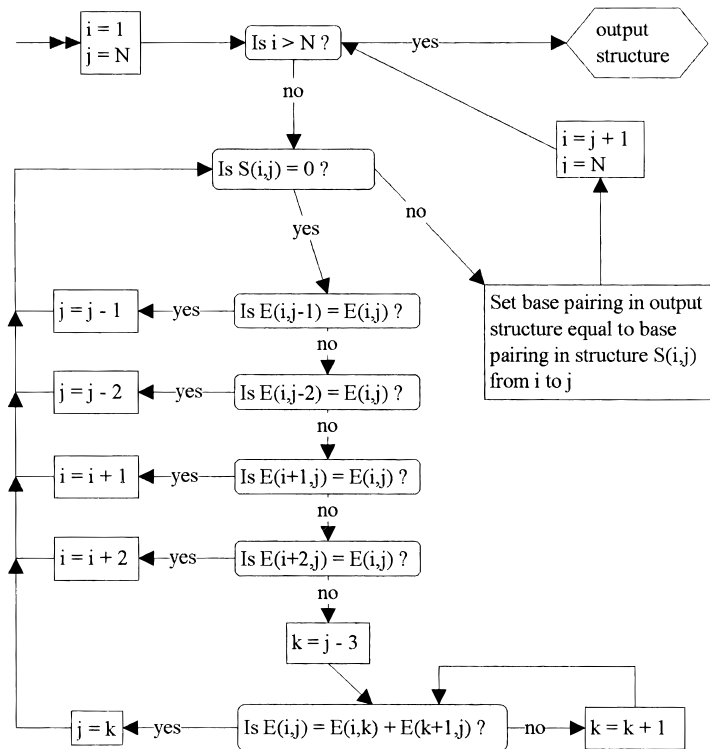 i = 1
j = N
Is i > N ?
yes
output
structure
no
i = j + 1
j = N
Is S(i,j) = 0 ?
no
yes
Set base pairing in output
structure equal to base
pairing in structure S(i,j)
from i to j
j = j - 1
yes
Is E(i,j-1) = E(i,j) ?
no
j = j - 2
yes
Is E(i,j-2) = E(i,j) ?
no
i = i + 1
yes
Is E(i+1,j) = E(i,j) ?
no
i = i + 2
yes
Is E(i+2,j) = E(i,j) ?
no
k = j - 3
j = k
yes
Is E(i,j) = E(i,k) + E(k+1,j) ?
no
k = k + 1